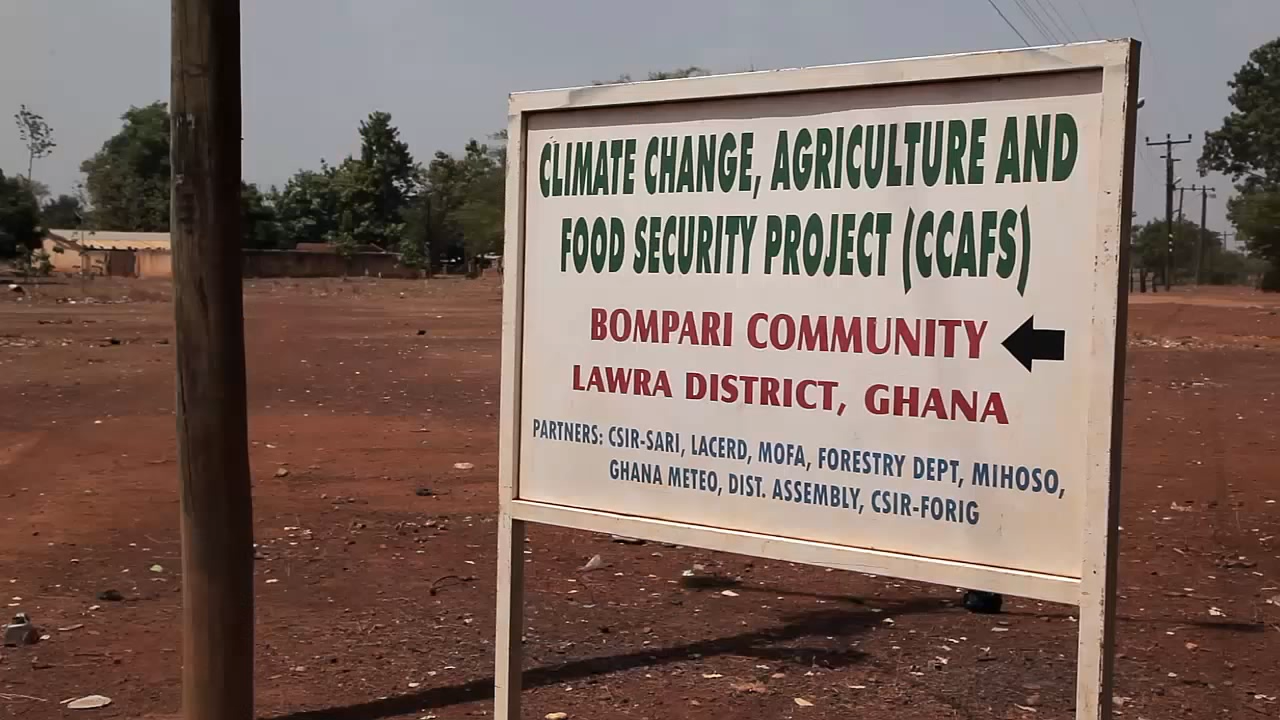 CLIMATE CHANGE, AGRICULTURE AND
FOOD SECURITY PROJECT (CCAFS)
BOMPARI COMMUNITY
LAWRA DISTRICT, GHANA
PARTNERS: CSIR-SARI, LACERD, MOFA, FORESTRY DEPT, MIHOSO,
GHANA METEO, DIST. ASSEMBLY, CSIR-FORIG